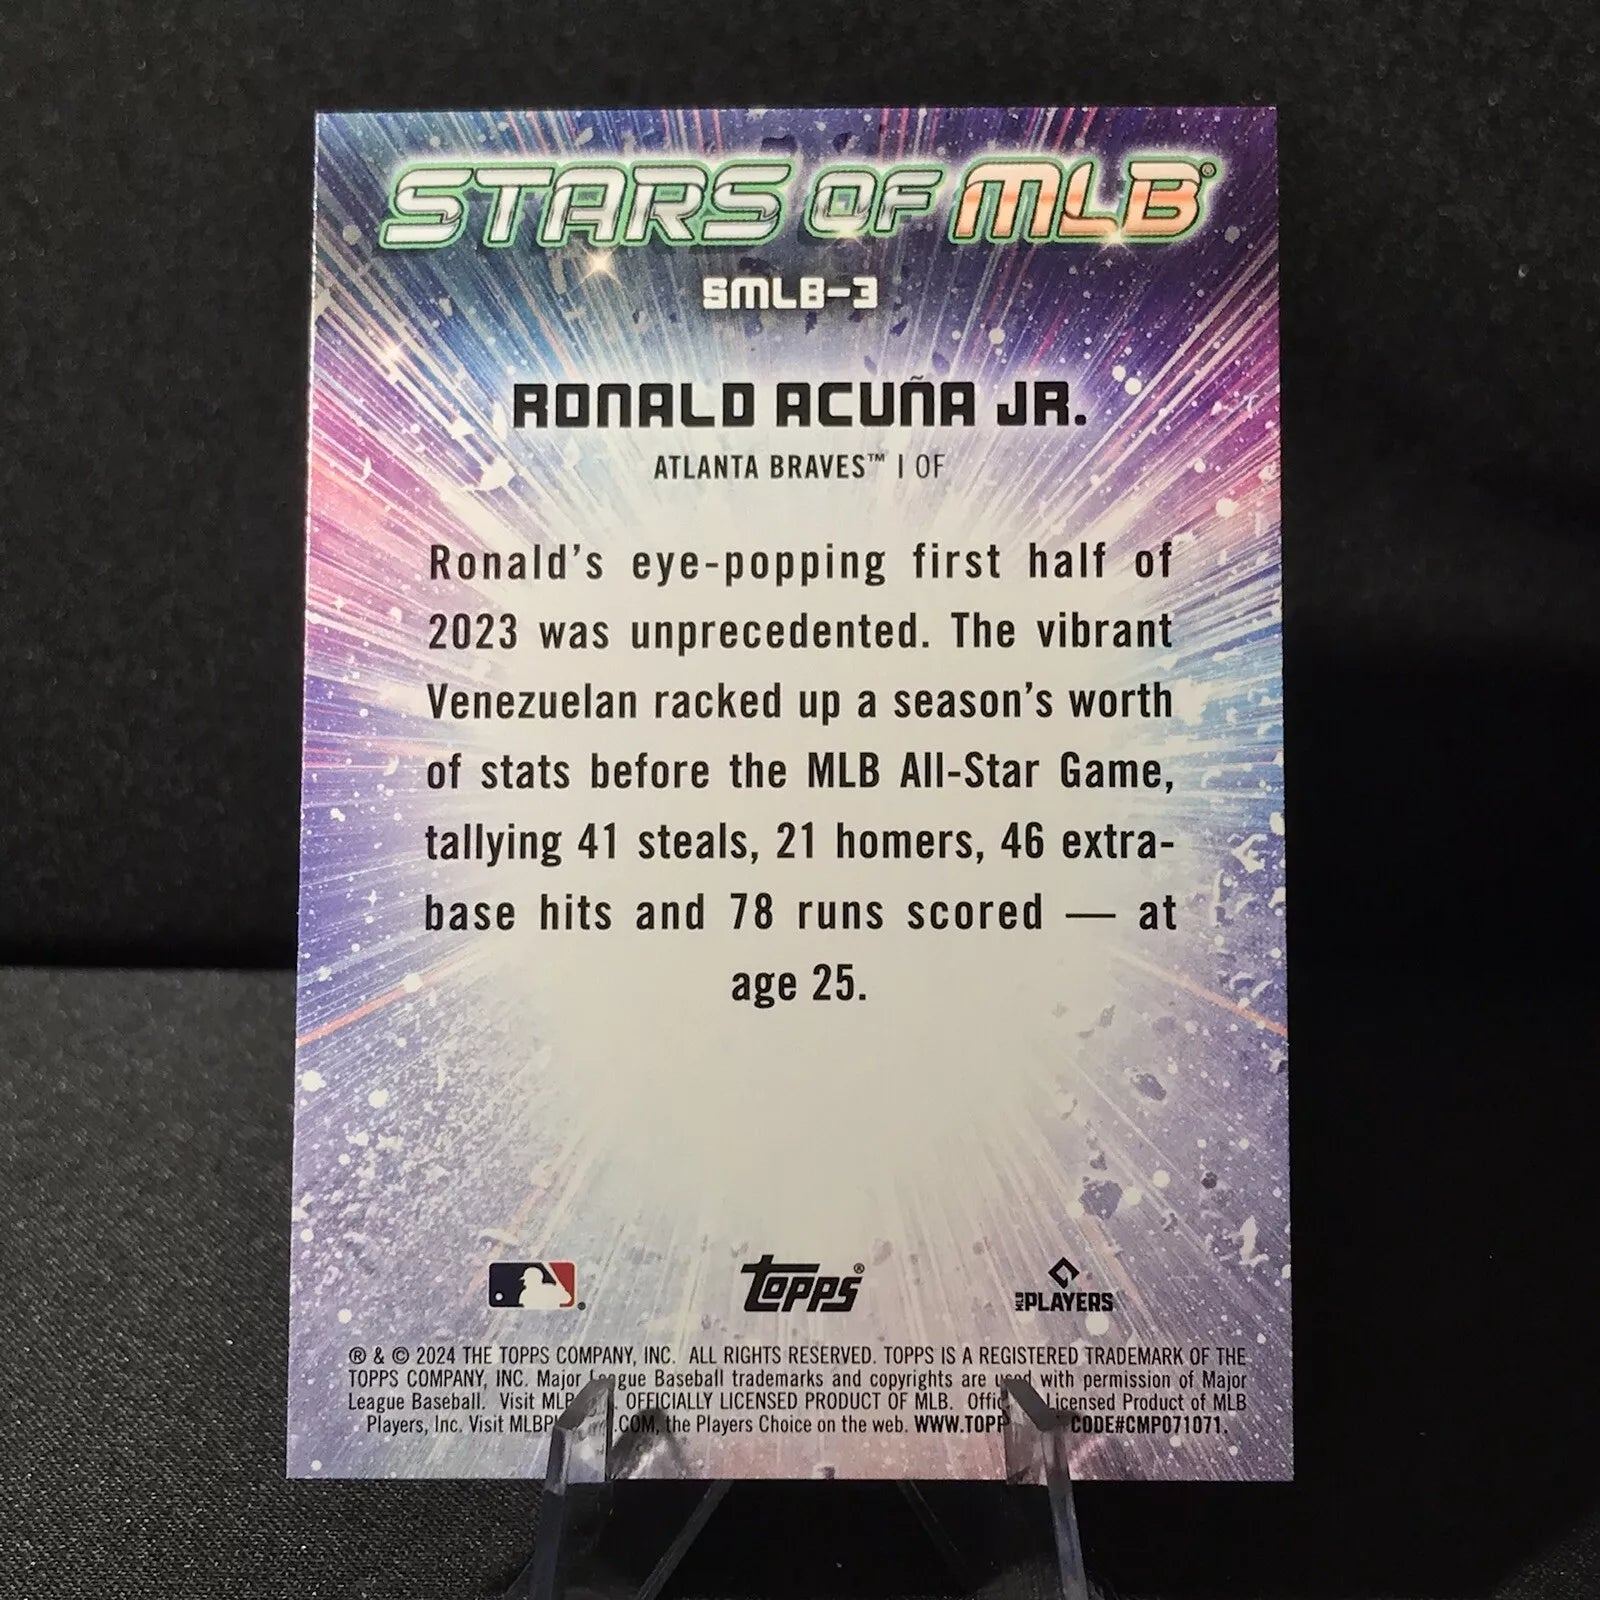 STARS OF MLB®
SMLB-3
RONALD ACUÑA JR.
ATLANTA BRAVES™ | OF
Ronald's eye-popping first half of
2023 was unprecedented. The vibrant
Venezuelan racked up a season's worth
of stats before the MLB All-Star Game,
tallying 41 steals, 21 homers, 46 extra-
base hits and 78 runs scored — at
age 25.
® TOPPS® MLB PLAYERS
® & © 2024 THE TOPPS COMPANY, INC. ALL RIGHTS RESERVED. TOPPS IS A REGISTERED TRADEMARK OF THE
TOPPS COMPANY, INC. Major League Baseball trademarks and copyrights are used with permission of Major
League Baseball. Visit OFFICIALLY LICENSED PRODUCT OF MLB. Licensed Product of MLB
Players, Inc. Visit .COM, the Players Choice on the web. CODE#CMP071071.